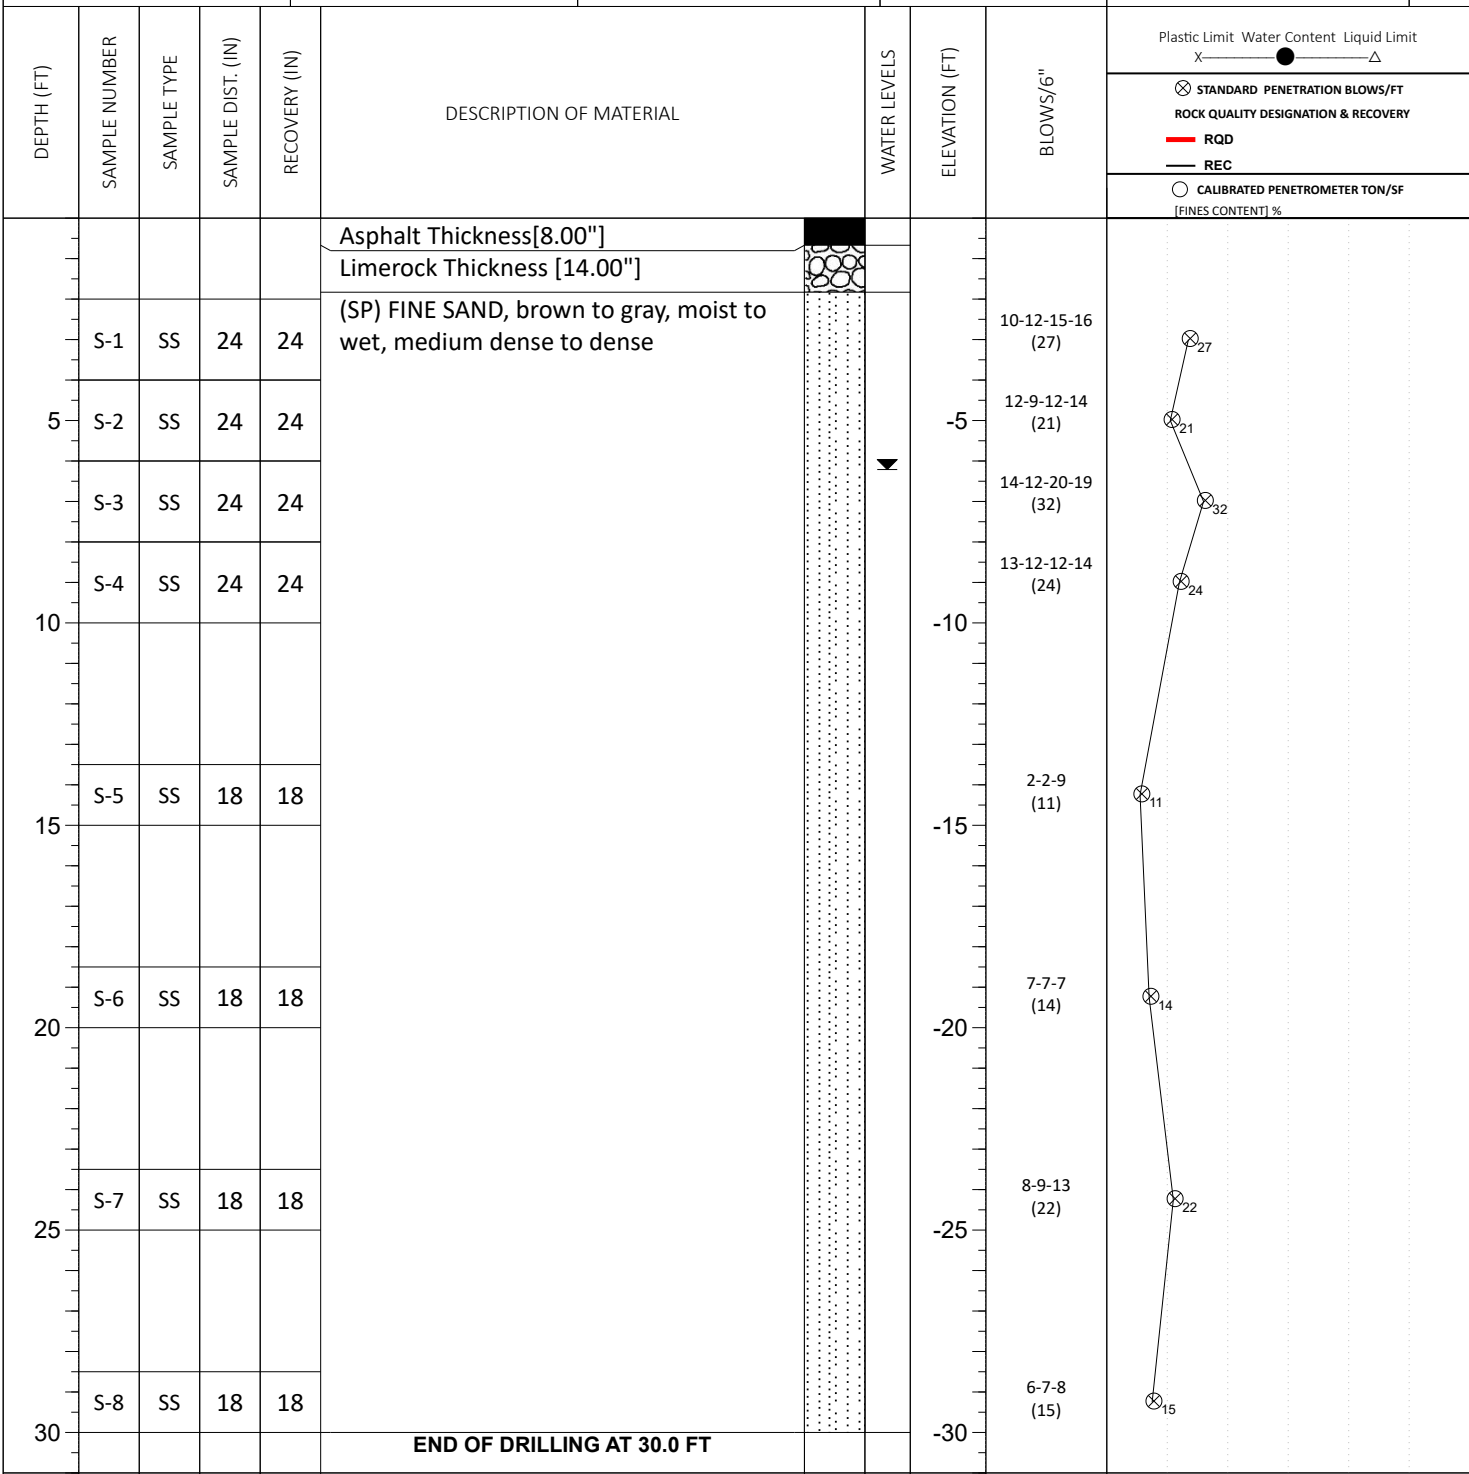 DEPTH (FT)
SAMPLE NUMBER
SAMPLE TYPE
SAMPLE DIST. (IN)
RECOVERY (IN)
DESCRIPTION OF MATERIAL
WATER LEVELS
ELEVATION (FT)
BLOWS/6"
Plastic Limit Water Content Liquid Limit
X
STANDARD PENETRATION BLOWS/FT
ROCK QUALITY DESIGNATION & RECOVERY
RQD
REC
CALIBRATED PENETROMETER TON/SF
[FINES CONTENT] %
Asphalt Thickness[8.00"]
Limerock Thickness [14.00"]
(SP) FINE SAND, brown to gray, moist to
wet, medium dense to dense
S-1 SS 24 24
10-12-15-16
(27)
27
5 S-2 SS 24 24 -5
12-9-12-14
(21)
21
S-3 SS 24 24
14-12-20-19
(32)
32
S-4 SS 24 24
13-12-12-14
(24)
24
10 -10
S-5 SS 18 18
2-2-9
(11)
11
15 -15
S-6 SS 18 18
7-7-7
(14)
14
20 -20
S-7 SS 18 18
8-9-13
(22)
22
25 -25
S-8 SS 18 18
6-7-8
(15)
15
30 -30
END OF DRILLING AT 30.0 FT